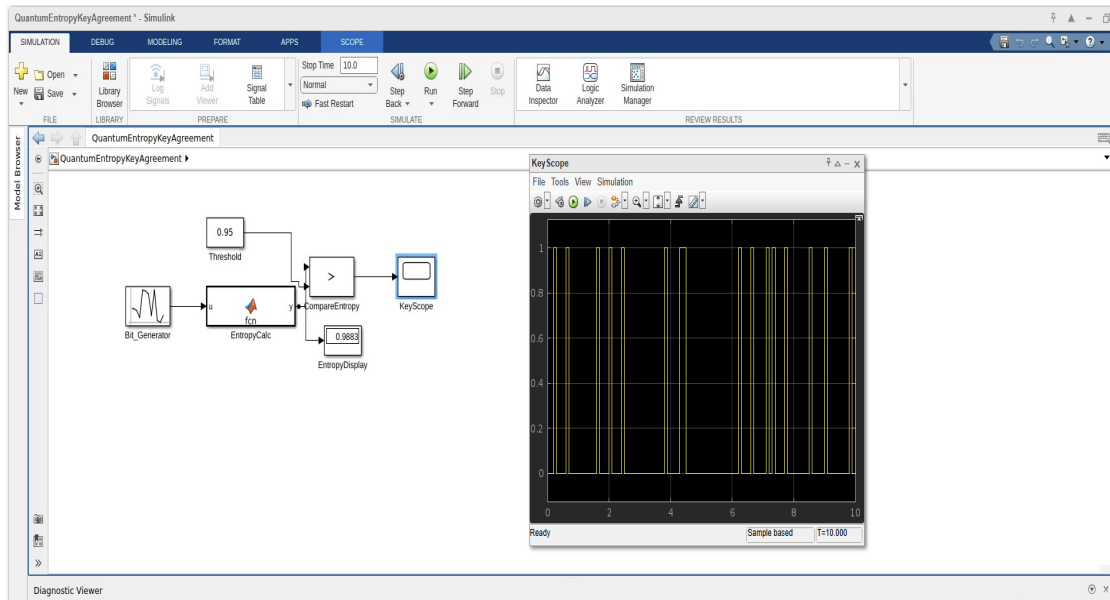 QuantumEntropyKeyAgreement * - Simulink
SIMULATION DEBUG MODELING FORMAT APPS SCOPE
New
Open
Save
FILE
Library Browser
LIBRARY
Log Signals
Add Viewer
Signal Table
PREPARE
Stop Time 10.0
Normal
Fast Restart
Step Back
Run
Step Forward
Stop
SIMULATE
Data Inspector
Logic Analyzer
Simulation Manager
REVIEW RESULTS
Model Browser
QuantumEntropyKeyAgreement
QuantumEntropyKeyAgreement
0.95
Threshold
Bit_Generator
u
fcn
y
EntropyCalc
>
CompareEntropy
0.9883
EntropyDisplay
KeyScope
KeyScope
File Tools View Simulation
1
0.8
0.6
0.4
0.2
0
0 2 4 6 8 10
Ready
Sample based T=10.000
Diagnostic Viewer